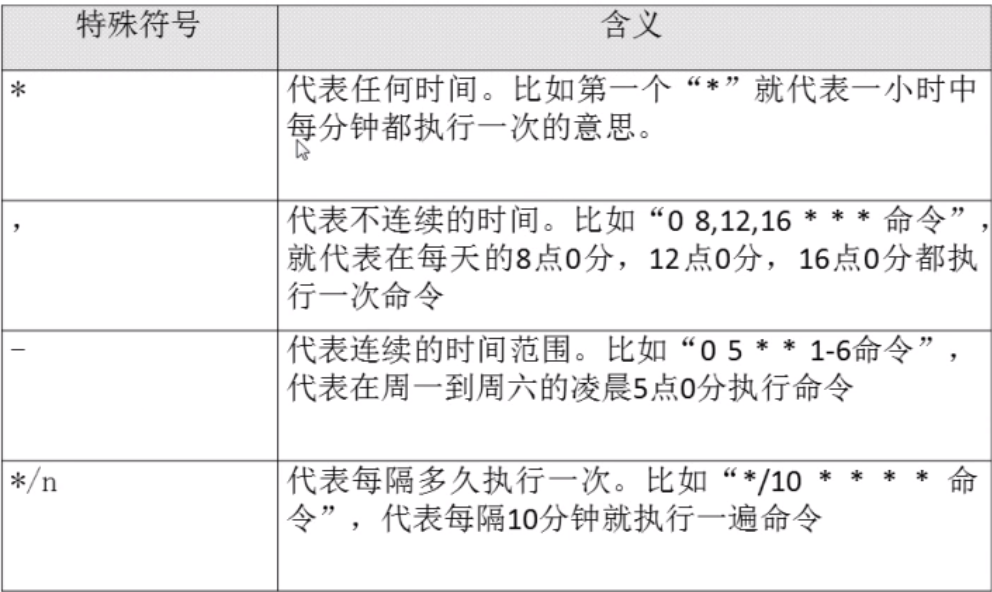 特殊符号 含义
* 代表任何时间。比如第一个“*”就代表一小时中
每分钟都执行一次的意思。
, 代表不连续的时间。比如“0 8,12,16 * * * 命令”,
就代表在每天的8点0分，12点0分，16点0分都执
行一次命令
- 代表连续的时间范围。比如“0 5 * * 1-6命令”，
代表在周一到周六的凌晨5点0分执行命令
*/n 代表每隔多久执行一次。比如“*/10 * * * * 命
令”，代表每隔10分钟就执行一遍命令